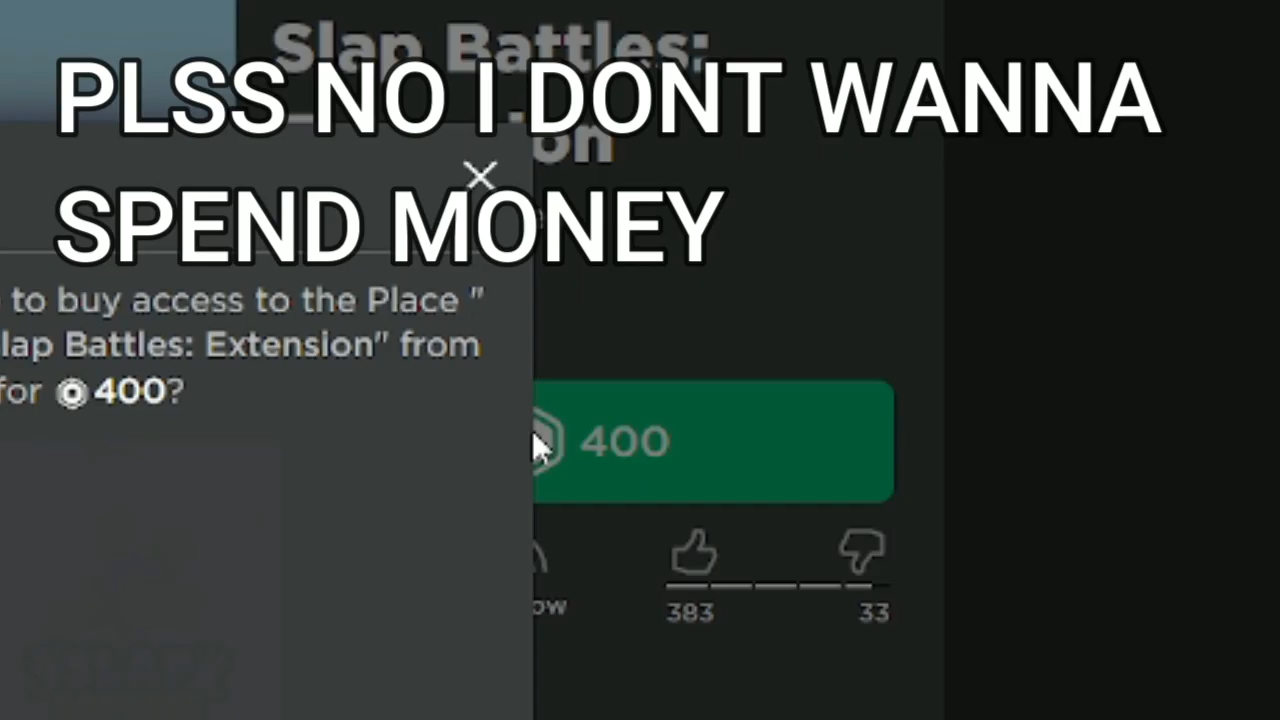 Slap Battles:
PLSS NO I DONT WANNA
SPEND MONEY
to buy access to the Place "
lap Battles: Extension" from
for 400?
400
383
33